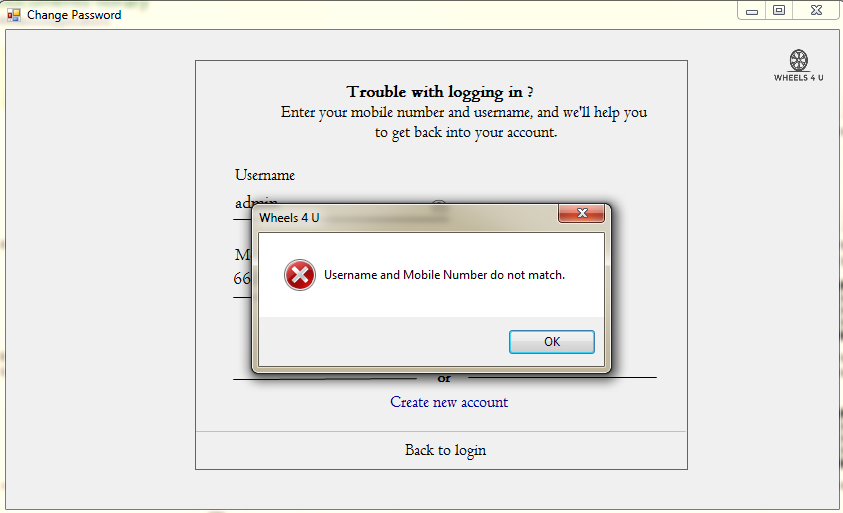 Change Password
WHEELS 4 U
Trouble with logging in ?
Enter your mobile number and username, and we'll help you
to get back into your account.
Username
admin
Wheels 4 U
Username and Mobile Number do not match.
OK
or
Create new account
Back to login